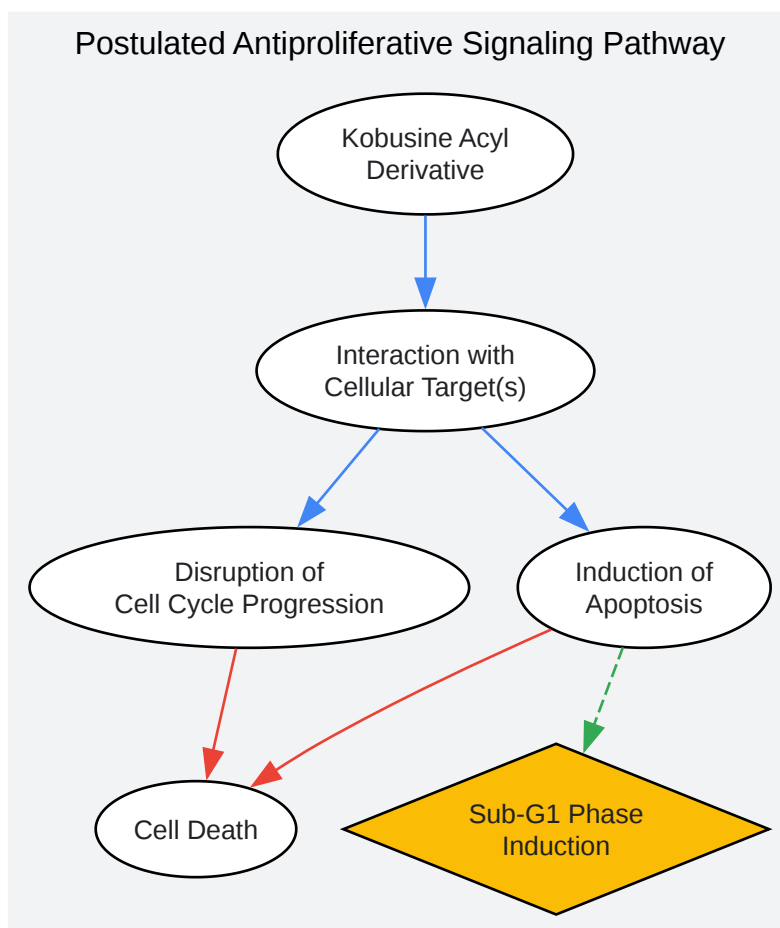 Postulated Antiproliferative Signaling Pathway
Kobusine Acyl
Derivative
Interaction with
Cellular Target(s)
Disruption of
Cell Cycle Progression
Induction of
Apoptosis
Cell Death
Sub-G1 Phase
Induction